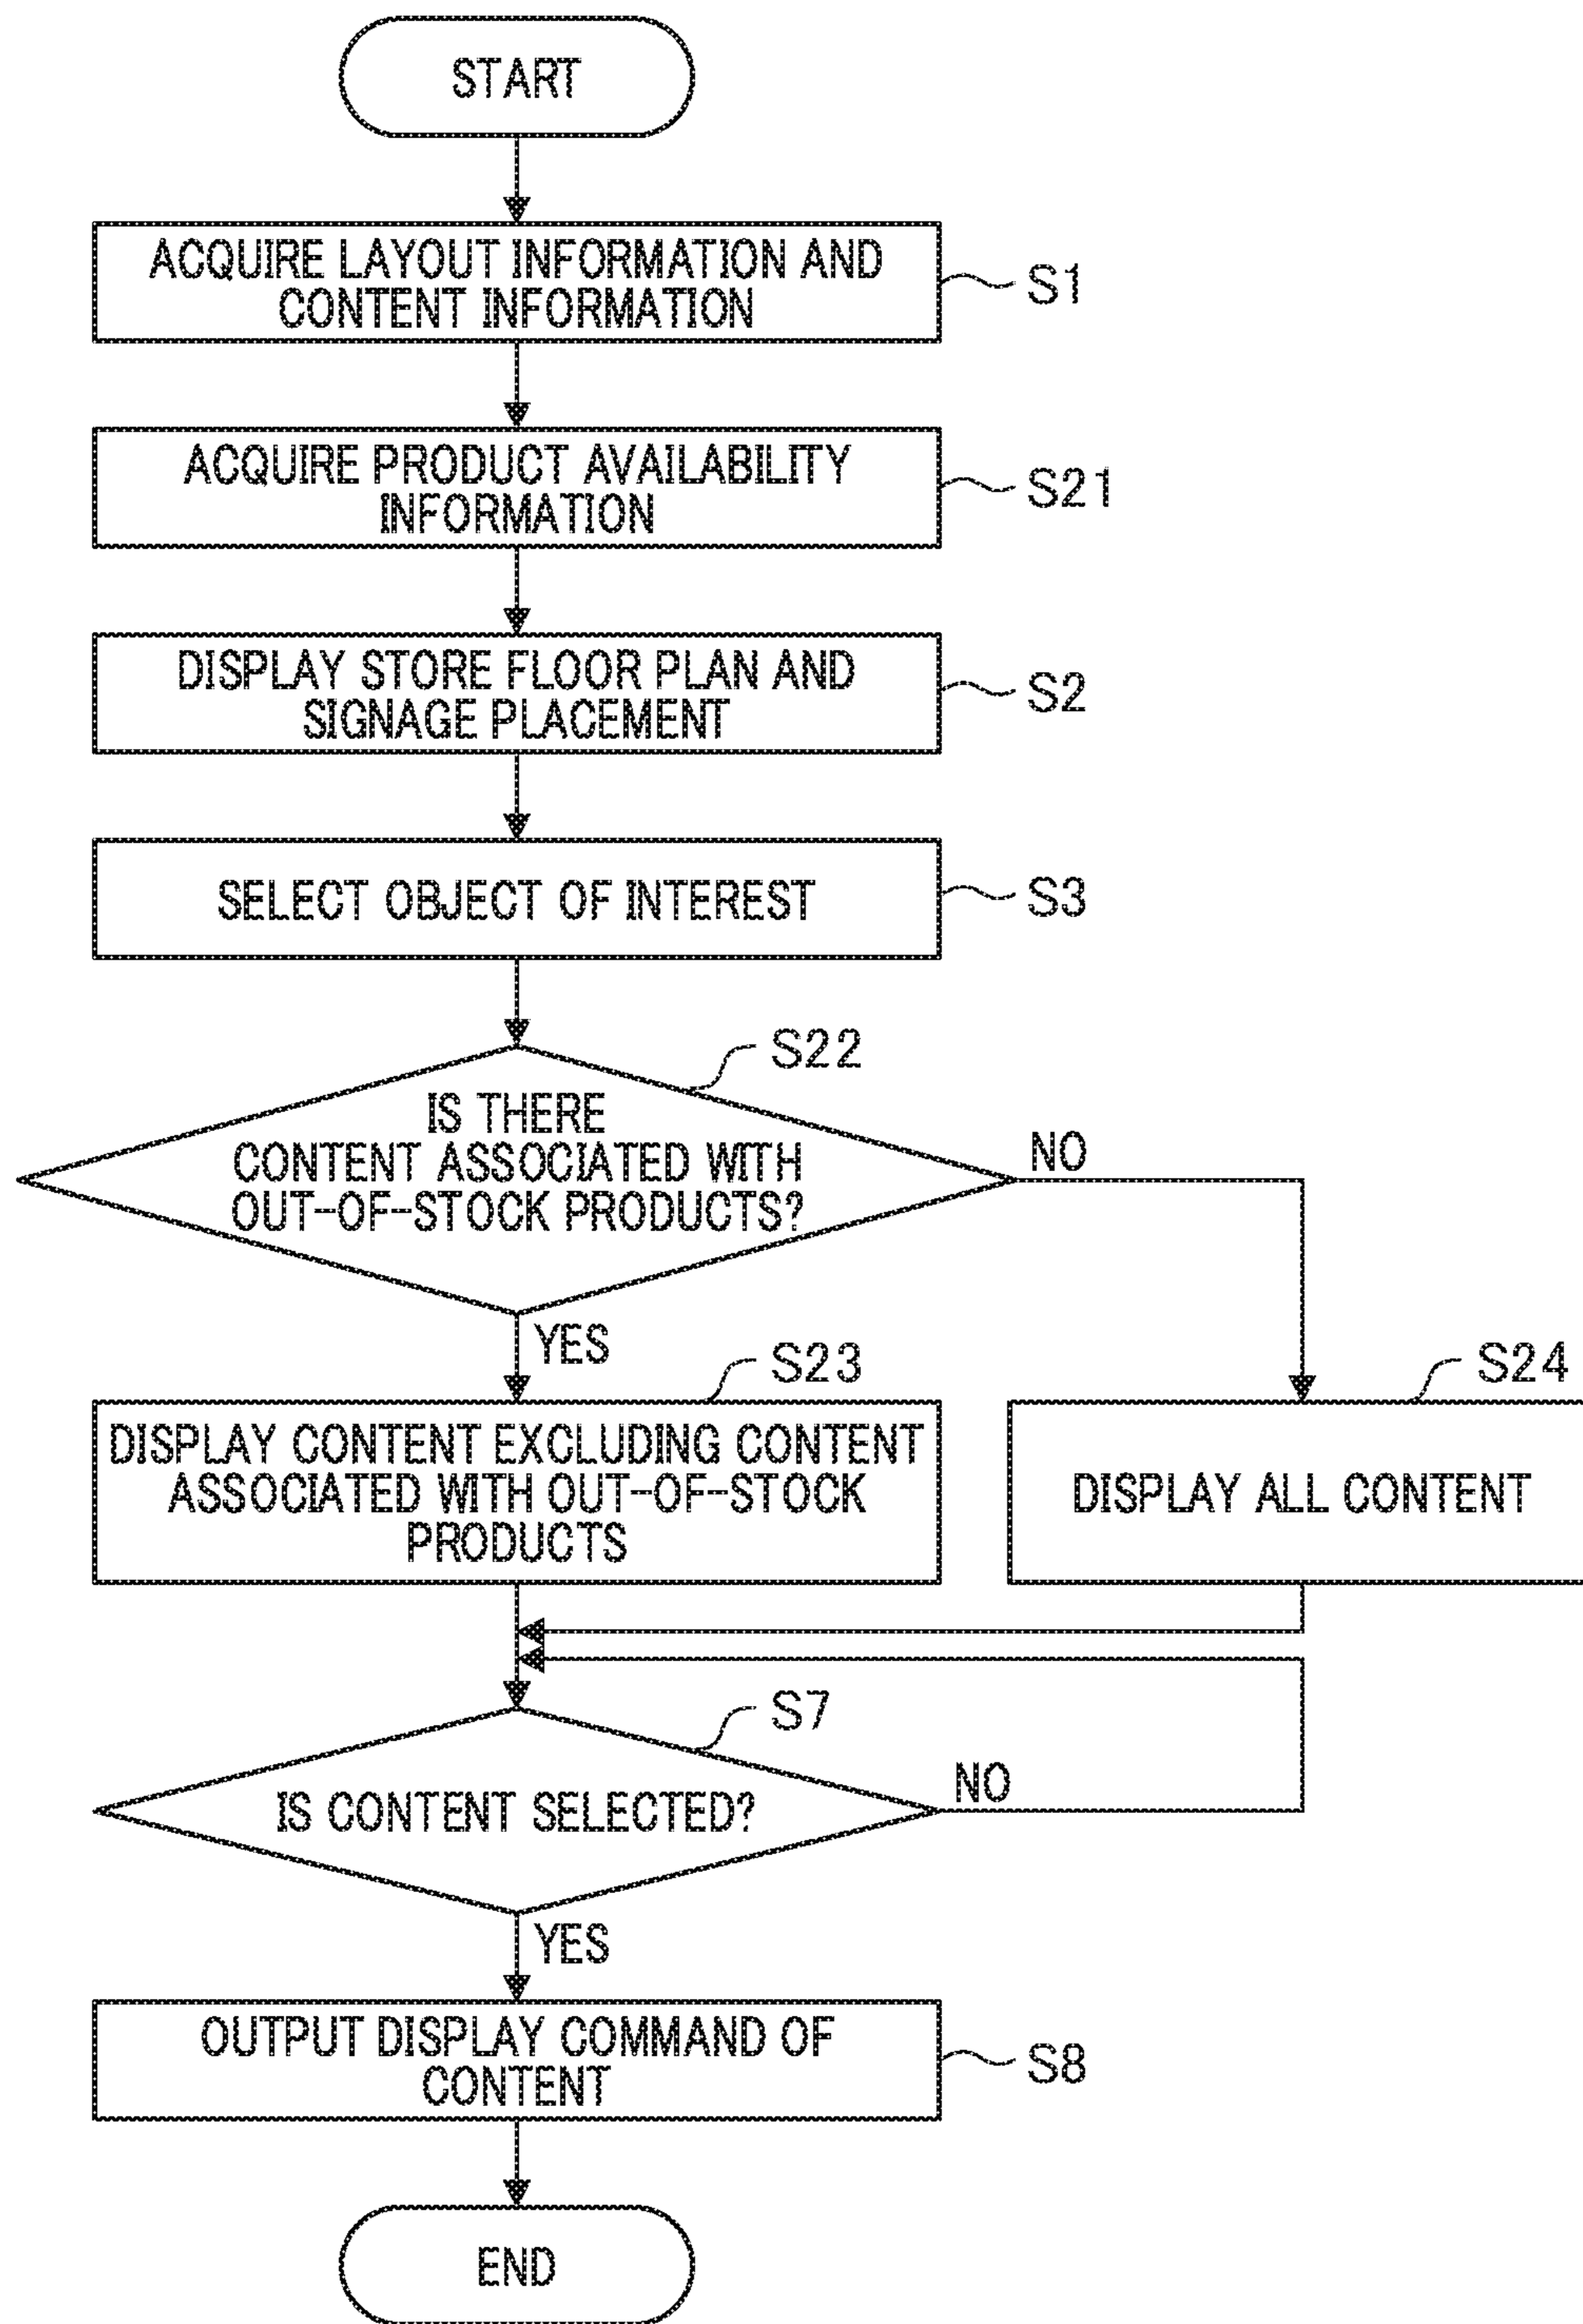 START
ACQUIRE LAYOUT INFORMATION AND
CONTENT INFORMATION
S1
ACQUIRE PRODUCT AVAILABILITY
INFORMATION
S21
DISPLAY STORE FLOOR PLAN AND
SIGNAGE PLACEMENT
S2
SELECT OBJECT OF INTEREST
S3
S22
IS THERE
CONTENT ASSOCIATED WITH
OUT-OF-STOCK PRODUCTS?
NO
YES
S23
DISPLAY CONTENT EXCLUDING CONTENT
ASSOCIATED WITH OUT-OF-STOCK
PRODUCTS
S24
DISPLAY ALL CONTENT
S7
IS CONTENT SELECTED?
NO
YES
OUTPUT DISPLAY COMMAND OF
CONTENT
S8
END